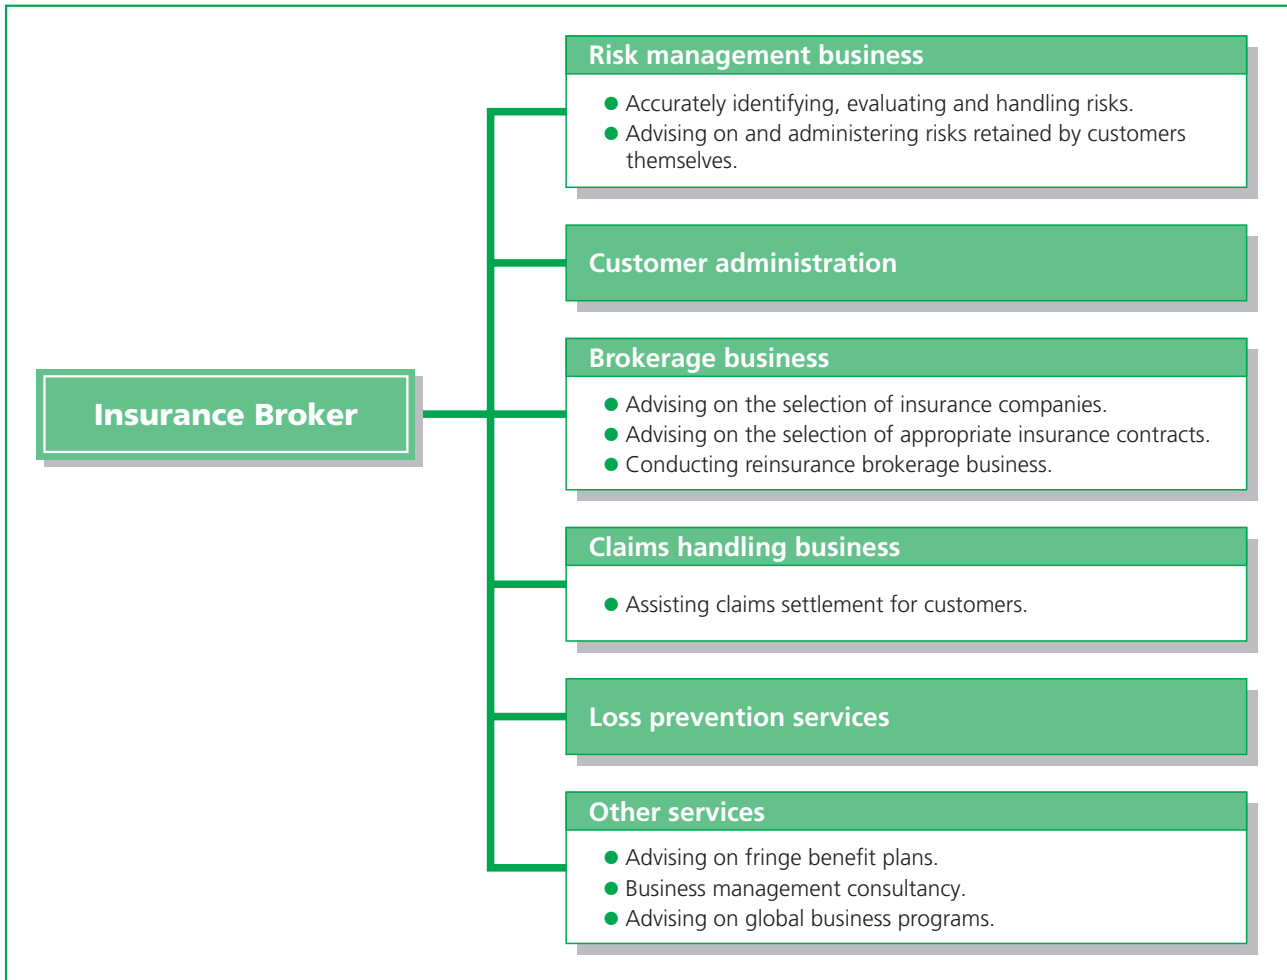 Risk management business
● Accurately identifying, evaluating and handling risks.
● Advising on and administering risks retained by customers
themselves.
Customer administration
Insurance Broker
Brokerage business
● Advising on the selection of insurance companies.
● Advising on the selection of appropriate insurance contracts.
● Conducting reinsurance brokerage business.
Claims handling business
● Assisting claims settlement for customers.
Loss prevention services
Other services
● Advising on fringe benefit plans.
● Business management consultancy.
● Advising on global business programs.